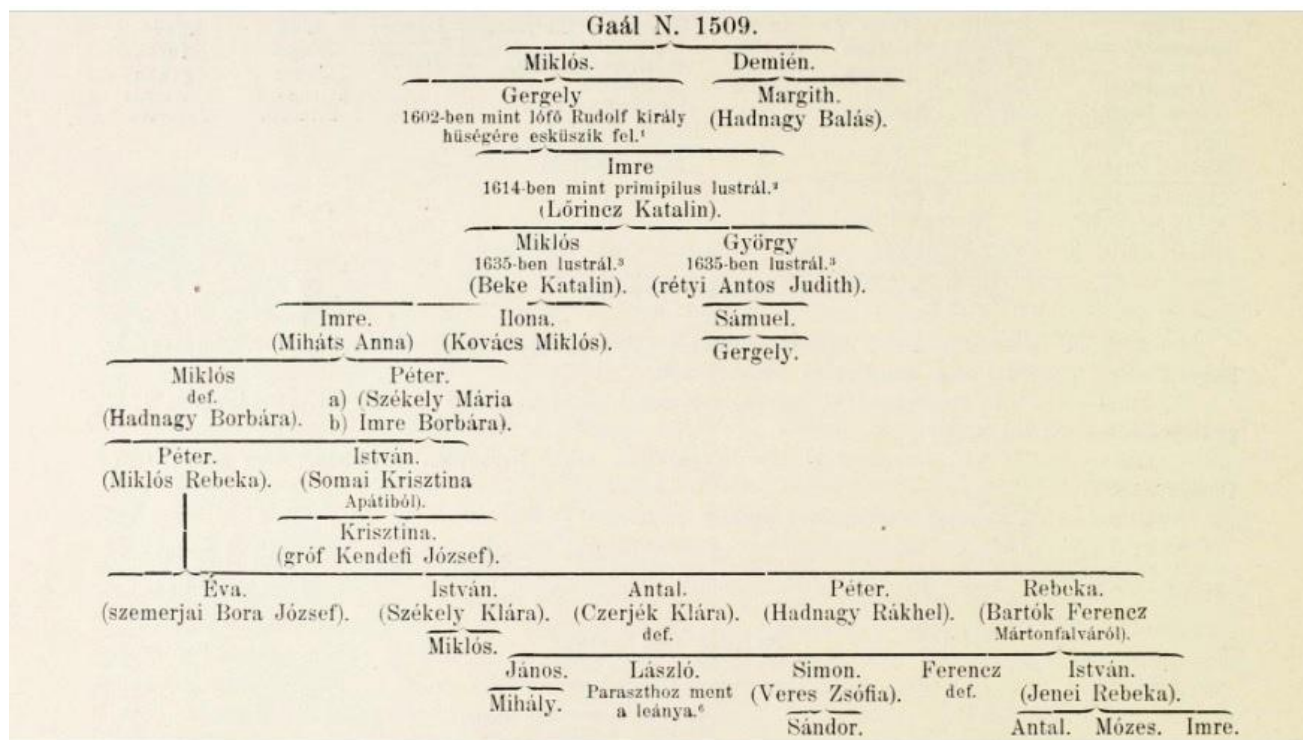 Gaál N. 1509.
Miklós. Demién.
Gergely Margith.
1602-ben mint lófő Rudolf király (Hadnagy Balás).
hüségére esküszik fel.¹
Imre
1614-ben mint primipilus lustrál.²
(Lőrincz Katalin).
Miklós György
1635-ben lustrál.³ 1635-ben lustrál.³
(Beke Katalin). (rétyi Antos Judith).
Imre. Ilona. Sámuel.
(Miháts Anna) (Kovács Miklós).
Gergely.
Miklós Péter.
def. a) (Székely Mária
(Hadnagy Borbára). b) Imre Borbára).
Péter. István.
(Miklós Rebeka). (Somai Krisztina
Apátiból).
Krisztina.
(gróf Kendefi József).
Éva. István. Antal. Péter. Rebeka.
(szemerjai Bora József). (Székely Klára). (Czerjék Klára). (Hadnagy Rákhel). (Bartók Ferencz
def. Mártonfalváról).
Miklós.
János. László. Simon. Ferencz István.
Paraszthoz ment (Veres Zsófia). def. (Jenei Rebeka).
Mihály. a leánya.⁶
Sándor. Antal. Mózes. Imre.